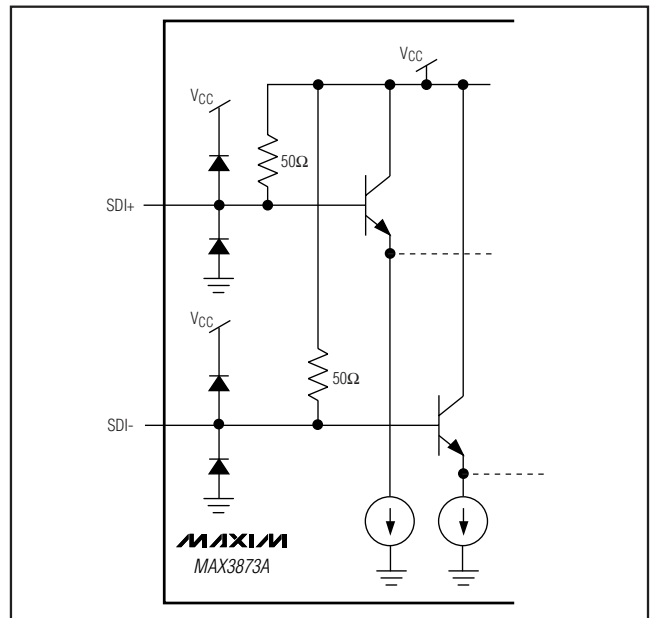 VCC
VCC
50Ω
SDI+
VCC
50Ω
SDI-
MAXIM
MAX3873A